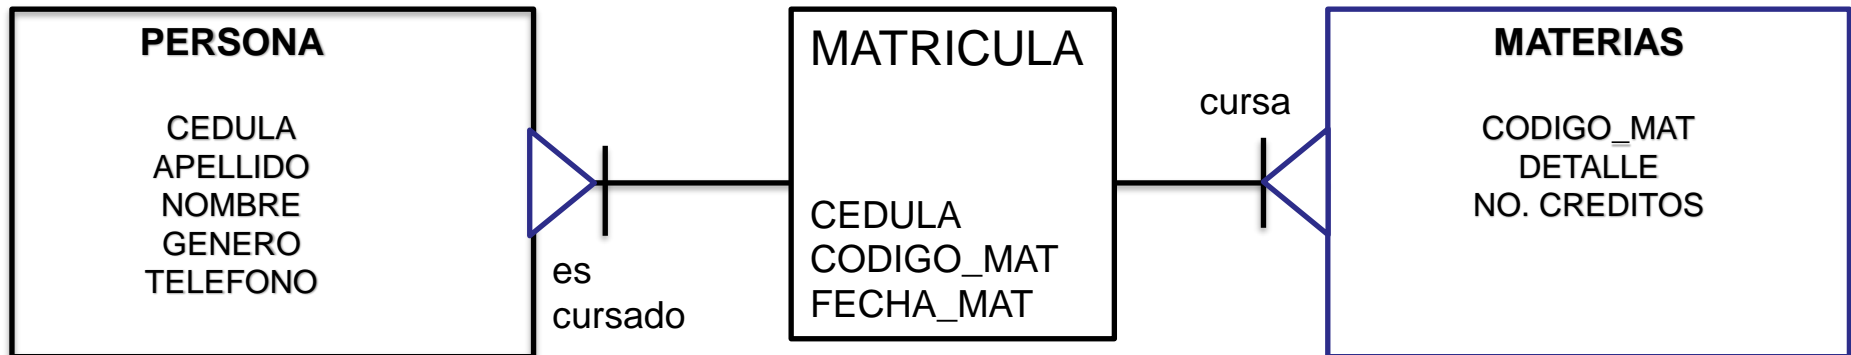 PERSONA
CEDULA
APELLIDO
NOMBRE
GENERO
TELEFONO
es
cursado
MATRICULA
CEDULA
CODIGO_MAT
FECHA_MAT
cursa
MATERIAS
CODIGO_MAT
DETALLE
NO. CREDITOS